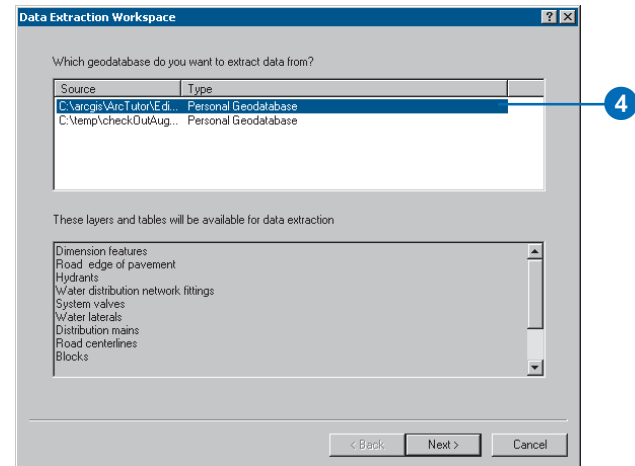 Data Extraction Workspace
Which geodatabase do you want to extract data from?
Source Type
C:\arcgis\ArcTutor\Edi... Personal Geodatabase
C:\temp\checkOutAug... Personal Geodatabase
4
These layers and tables will be available for data extraction
Dimension features
Road edge of pavement
Hydrants
Water distribution network fittings
System valves
Water laterals
Distribution mains
Road centerlines
Blocks
< Back Next > Cancel